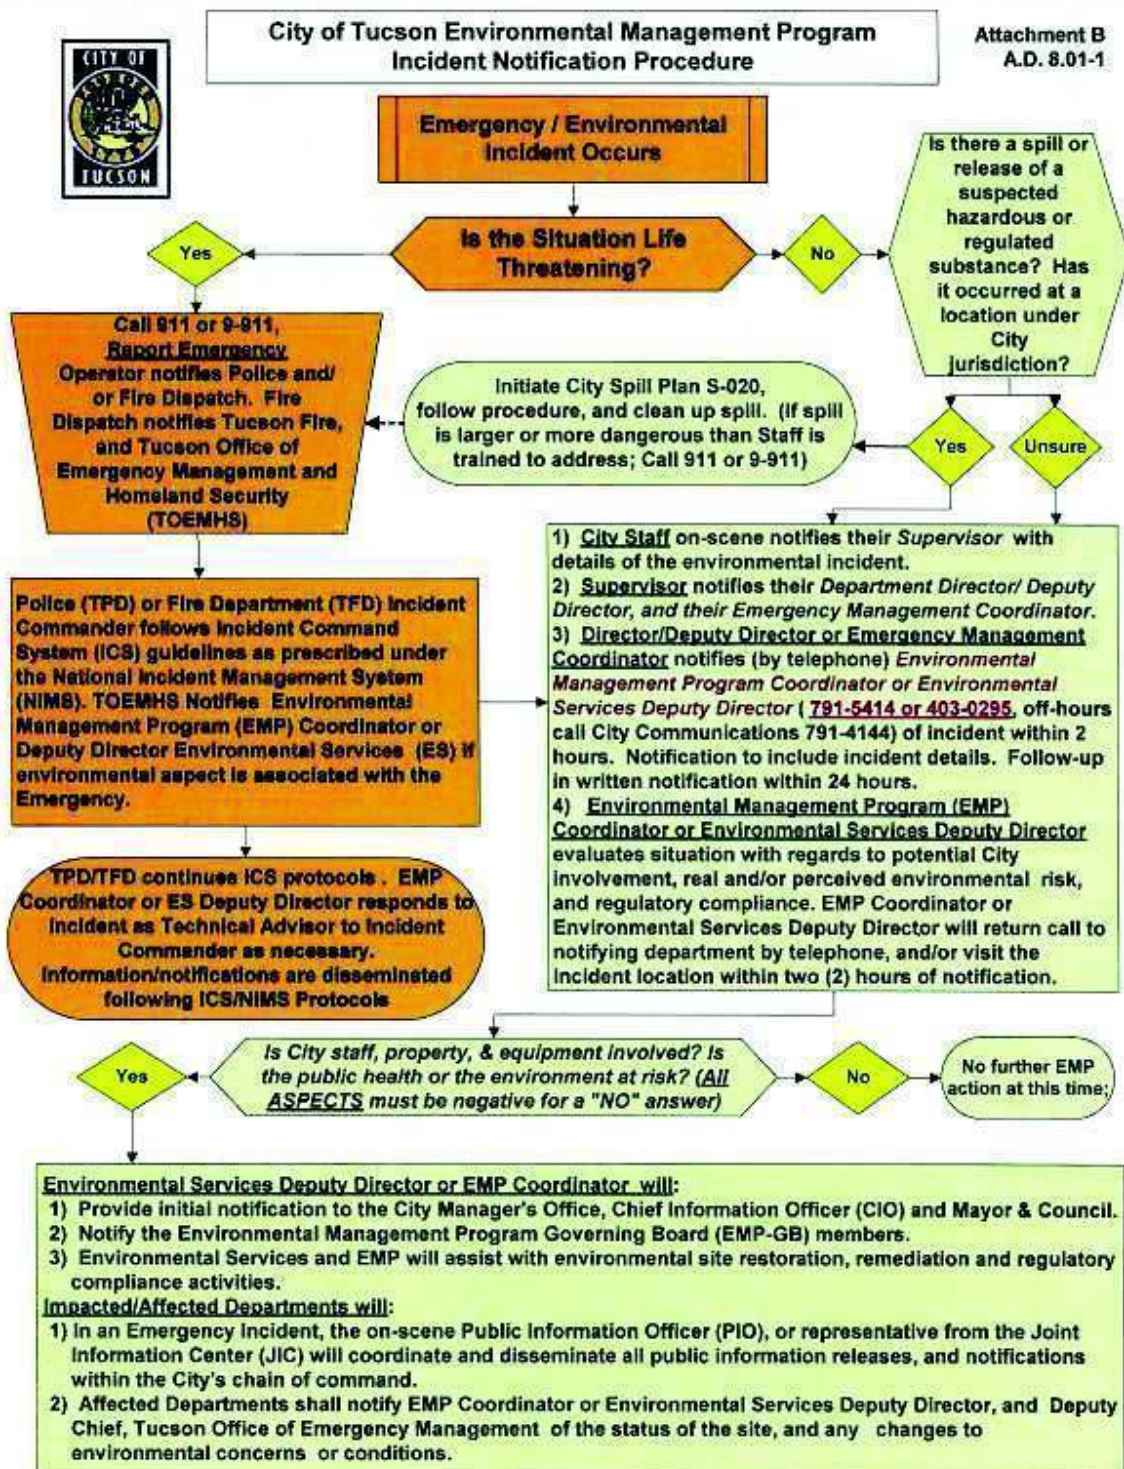 City of Tucson Environmental Management Program
Incident Notification Procedure
Attachment B
A.D. 8.01-1
CITY OF
TUCSON
Emergency / Environmental
Incident Occurs
Is the Situation Life
Threatening?
Yes
No
Is there a spill or
release of a
suspected
hazardous or
regulated
substance? Has
it occurred at a
location under
City
jurisdiction?
Call 911 or 9-911,
Report Emergency
Operator notifies Police and/
or Fire Dispatch. Fire
Dispatch notifies Tucson Fire,
and Tucson Office of
Emergency Management and
Homeland Security
(TOEMHS)
Initiate City Spill Plan S-020,
follow procedure, and clean up spill. (If spill
is larger or more dangerous than Staff is
trained to address; Call 911 or 9-911)
Yes
Unsure
Police (TPD) or Fire Department (TFD) Incident
Commander follows Incident Command
System (ICS) guidelines as prescribed under
the National Incident Management System
(NIMS). TOEMHS Notifies Environmental
Management Program (EMP) Coordinator or
Deputy Director Environmental Services (ES) if
environmental aspect is associated with the
Emergency.
1) City Staff on-scene notifies their Supervisor with
details of the environmental incident.
2) Supervisor notifies their Department Director/ Deputy
Director, and their Emergency Management Coordinator.
3) Director/Deputy Director or Emergency Management
Coordinator notifies (by telephone) Environmental
Management Program Coordinator or Environmental
Services Deputy Director ( 791-5414 or 403-0295, off-hours
call City Communications 791-4144) of incident within 2
hours. Notification to include incident details. Follow-up
in written notification within 24 hours.
4) Environmental Management Program (EMP)
Coordinator or Environmental Services Deputy Director
evaluates situation with regards to potential City
involvement, real and/or perceived environmental risk,
and regulatory compliance. EMP Coordinator or
Environmental Services Deputy Director will return call to
notifying department by telephone, and/or visit the
incident location within two (2) hours of notification.
TPD/TFD continues ICS protocols . EMP
Coordinator or ES Deputy Director responds to
Incident as Technical Advisor to Incident
Commander as necessary.
Information/notifications are disseminated
following ICS/NIMS Protocols
Yes
Is City staff, property, & equipment involved? Is
the public health or the environment at risk? (All
ASPECTS must be negative for a "NO" answer)
No
No further EMP
action at this time;
Environmental Services Deputy Director or EMP Coordinator will:
1) Provide initial notification to the City Manager's Office, Chief Information Officer (CIO) and Mayor & Council.
2) Notify the Environmental Management Program Governing Board (EMP-GB) members.
3) Environmental Services and EMP will assist with environmental site restoration, remediation and regulatory
compliance activities.
Impacted/Affected Departments will:
1) In an Emergency Incident, the on-scene Public Information Officer (PIO), or representative from the Joint
Information Center (JIC) will coordinate and disseminate all public information releases, and notifications
within the City's chain of command.
2) Affected Departments shall notify EMP Coordinator or Environmental Services Deputy Director, and Deputy
Chief, Tucson Office of Emergency Management of the status of the site, and any changes to
environmental concerns or conditions.